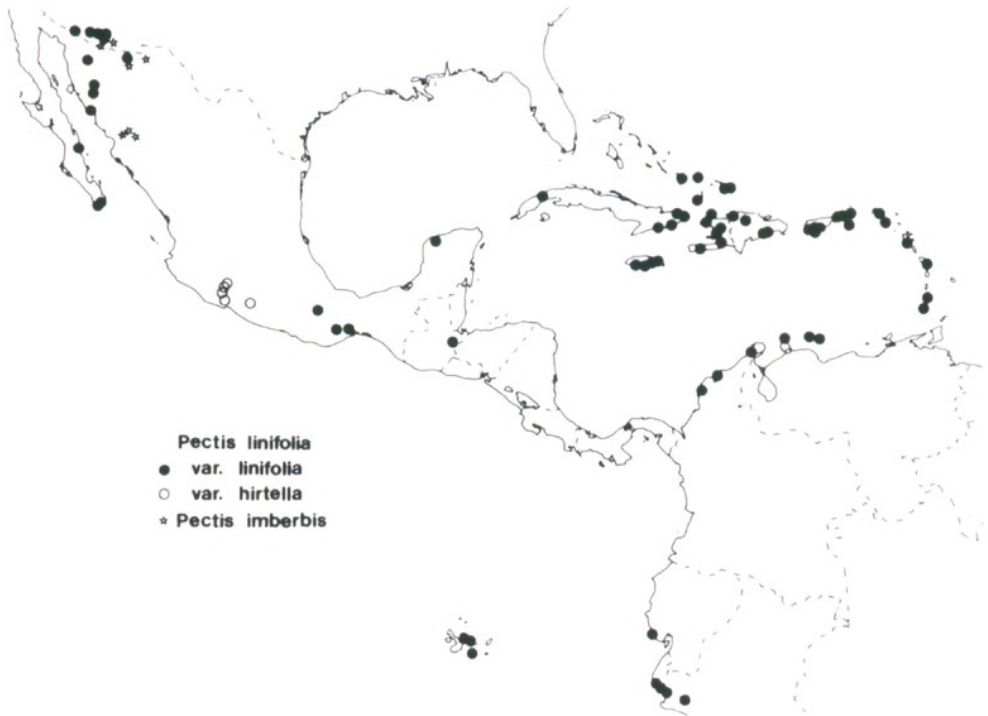 Pectis linifolia
var. linifolia
var. hirtella
Pectis imberbis